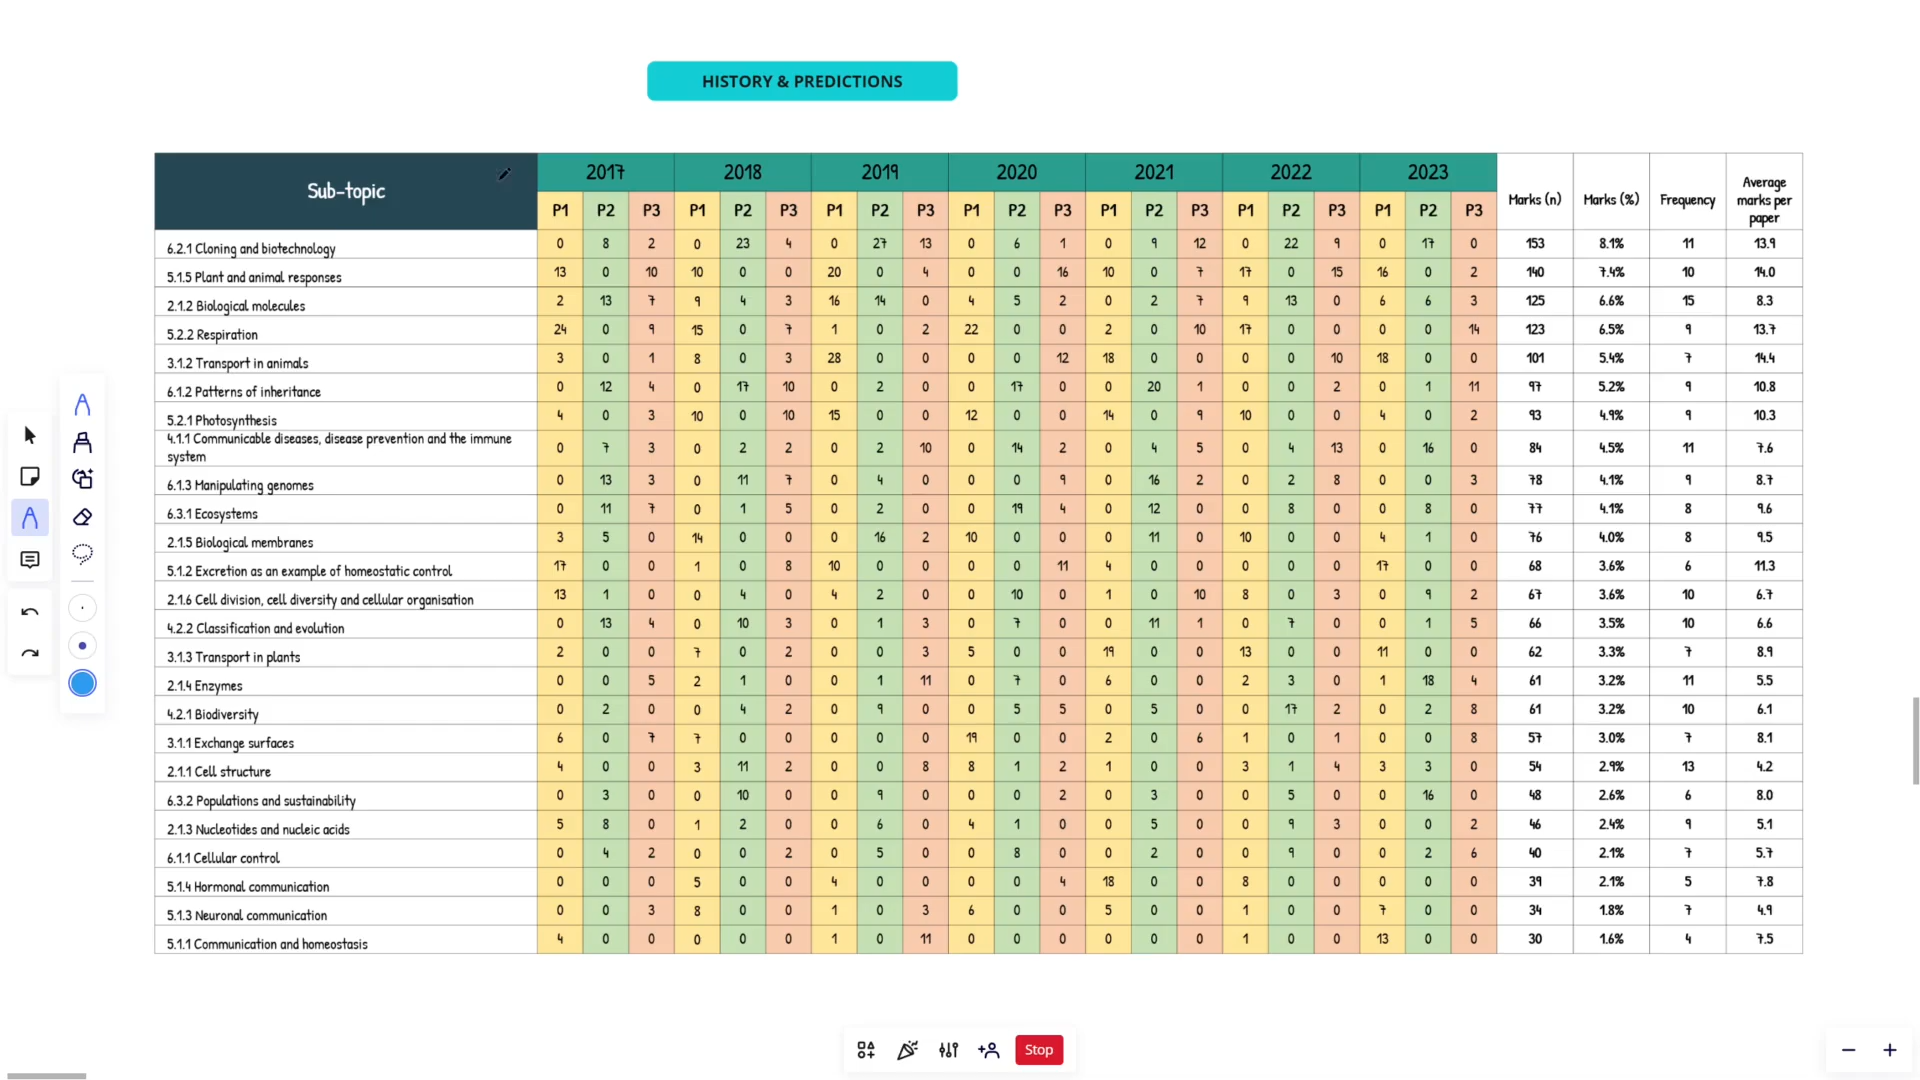 HISTORY & PREDICTIONS
Sub-topic 2017 2018 2019 2020 2021 2022 2023 Marks (n) Marks (%) Frequency Average marks per paper
P1 P2 P3 P1 P2 P3 P1 P2 P3 P1 P2 P3 P1 P2 P3 P1 P2 P3 P1 P2 P3
6.2.1 Cloning and biotechnology 0 8 2 0 23 4 0 27 13 0 6 1 0 9 12 0 22 9 0 17 0 153 8.1% 11 13.9
5.1.5 Plant and animal responses 13 0 10 10 0 0 20 0 4 0 0 16 10 0 7 17 0 15 16 0 2 140 7.4% 10 14.0
2.1.2 Biological molecules 2 13 7 9 4 3 16 14 0 4 5 2 0 2 7 9 13 0 6 6 3 125 6.6% 15 8.3
5.2.2 Respiration 24 0 9 15 0 7 1 0 2 22 0 0 2 0 10 17 0 0 0 0 14 123 6.5% 9 13.7
3.1.2 Transport in animals 3 0 1 8 0 3 28 0 0 0 0 12 18 0 0 0 0 10 18 0 0 101 5.4% 7 14.4
6.1.2 Patterns of inheritance 0 12 4 0 17 10 0 2 0 0 17 0 0 20 1 0 0 2 0 1 11 97 5.2% 9 10.8
5.2.1 Photosynthesis 4 0 3 10 0 10 15 0 0 12 0 0 14 0 9 10 0 0 4 0 2 93 4.9% 9 10.3
4.1.1 Communicable diseases, disease prevention and the immune
system 0 7 3 0 2 2 0 2 10 0 14 2 0 4 5 0 4 13 0 16 0 84 4.5% 11 7.6
6.1.3 Manipulating genomes 0 13 3 0 11 7 0 4 0 0 0 9 0 16 2 0 2 8 0 0 3 78 4.1% 9 8.7
6.3.1 Ecosystems 0 11 7 0 1 5 0 2 0 0 19 4 0 12 0 0 8 0 0 8 0 77 4.1% 8 9.6
2.1.5 Biological membranes 3 5 0 14 0 0 0 16 2 10 0 0 0 11 0 10 0 0 4 1 0 76 4.0% 8 9.5
5.1.2 Excretion as an example of homeostatic control 17 0 0 1 0 8 10 0 0 0 0 11 4 0 0 0 0 0 17 0 0 68 3.6% 6 11.3
2.1.6 Cell division, cell diversity and cellular organisation 13 1 0 0 4 0 4 2 0 0 10 0 1 0 10 8 0 3 0 9 2 67 3.6% 10 6.7
4.2.2 Classification and evolution 0 13 4 0 10 3 0 1 3 0 7 0 0 11 1 0 7 0 0 1 5 66 3.5% 10 6.6
3.1.3 Transport in plants 2 0 0 7 0 2 0 0 3 5 0 0 19 0 0 13 0 0 11 0 0 62 3.3% 7 8.9
2.1.4 Enzymes 0 0 5 2 1 0 0 1 11 0 7 0 6 0 0 2 3 0 1 18 4 61 3.2% 11 5.5
4.2.1 Biodiversity 0 2 0 0 4 2 0 9 0 0 5 5 0 5 0 0 17 2 0 2 8 61 3.2% 10 6.1
3.1.1 Exchange surfaces 6 0 7 7 0 0 0 0 0 19 0 0 2 0 6 1 0 1 0 0 8 57 3.0% 7 8.1
2.1.1 Cell structure 4 0 0 3 11 2 0 0 8 8 1 2 1 0 0 3 1 4 3 3 0 54 2.9% 13 4.2
6.3.2 Populations and sustainability 0 3 0 0 10 0 0 9 0 0 0 2 0 3 0 0 5 0 0 16 0 48 2.6% 6 8.0
2.1.3 Nucleotides and nucleic acids 5 8 0 1 2 0 0 6 0 4 1 0 0 5 0 0 9 3 0 0 2 46 2.4% 9 5.1
6.1.1 Cellular control 0 4 2 0 0 2 0 5 0 0 8 0 0 2 0 0 9 0 0 2 6 40 2.1% 7 5.7
5.1.4 Hormonal communication 0 0 0 5 0 0 4 0 0 0 0 4 18 0 0 8 0 0 0 0 0 39 2.1% 5 7.8
5.1.3 Neuronal communication 0 0 3 8 0 0 1 0 3 6 0 0 5 0 0 1 0 0 7 0 0 34 1.8% 7 4.9
5.1.1 Communication and homeostasis 4 0 0 0 0 0 1 0 11 0 0 0 0 0 0 1 0 0 13 0 0 30 1.6% 4 7.5
Stop